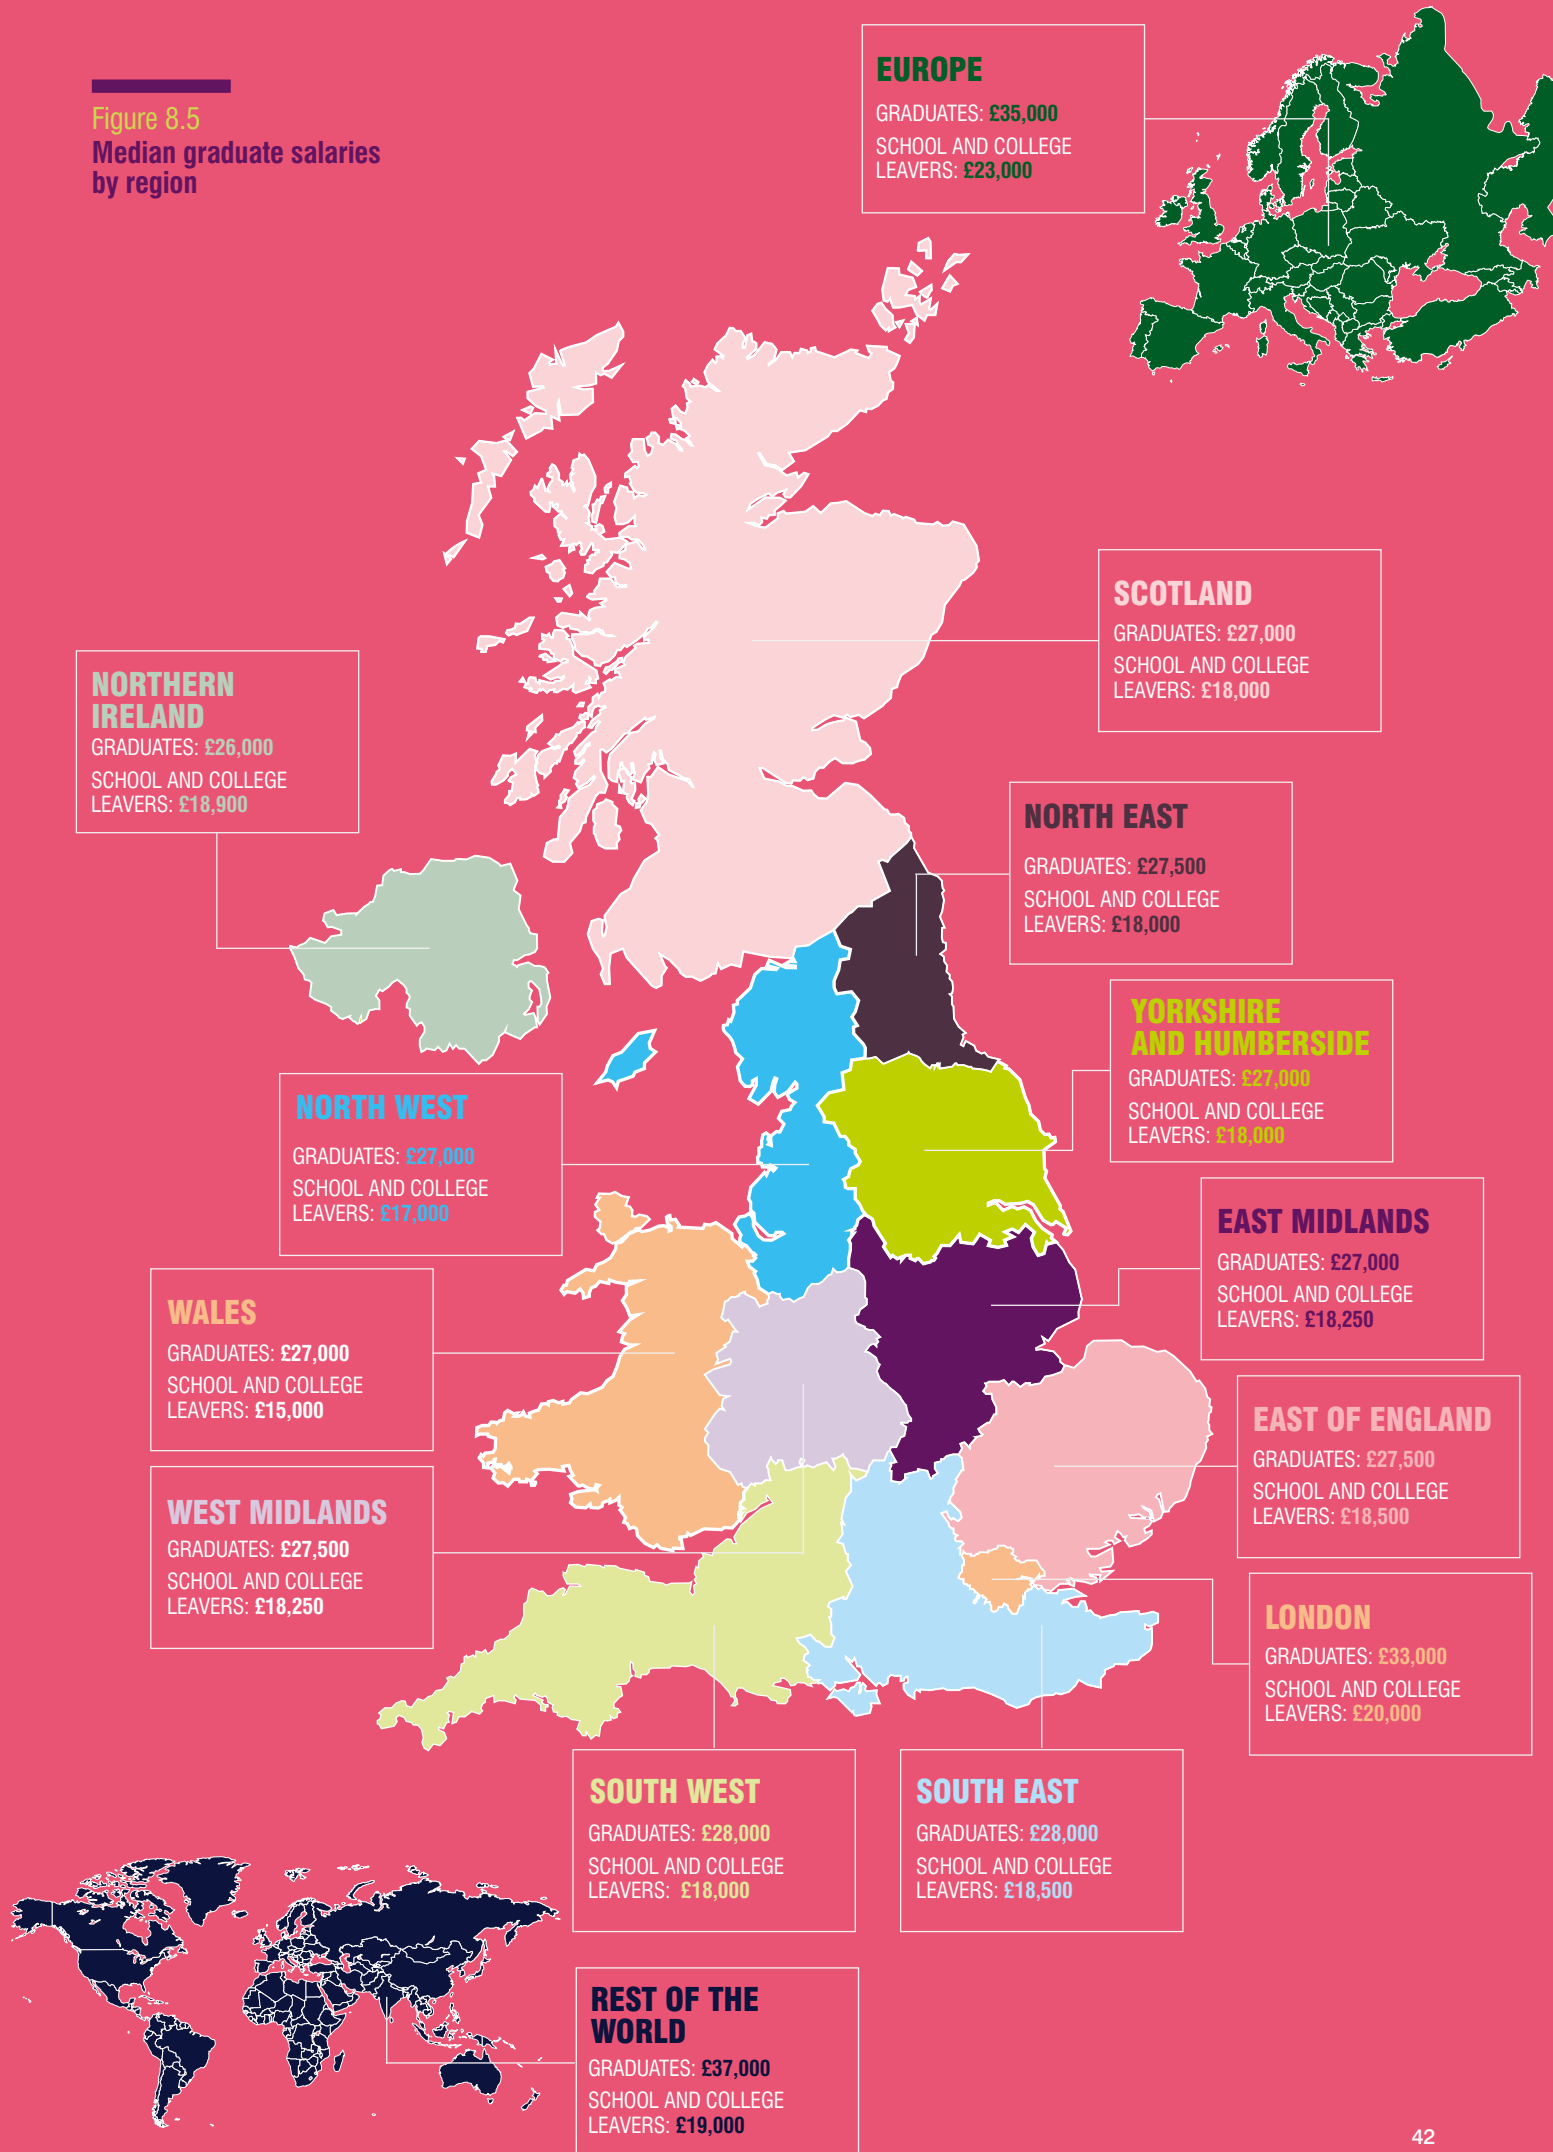 Figure 8.5
Median graduate salaries
by region
EUROPE
GRADUATES: £35,000
SCHOOL AND COLLEGE
LEAVERS: £23,000
SCOTLAND
GRADUATES: £27,000
SCHOOL AND COLLEGE
LEAVERS: £18,000
NORTHERN
IRELAND
GRADUATES: £26,000
SCHOOL AND COLLEGE
LEAVERS: £18,900
NORTH EAST
GRADUATES: £27,500
SCHOOL AND COLLEGE
LEAVERS: £18,000
YORKSHIRE
AND HUMBERSIDE
GRADUATES: £27,000
SCHOOL AND COLLEGE
LEAVERS: £18,000
NORTH WEST
GRADUATES: £27,000
SCHOOL AND COLLEGE
LEAVERS: £17,000
EAST MIDLANDS
GRADUATES: £27,000
SCHOOL AND COLLEGE
LEAVERS: £18,250
WALES
GRADUATES: £27,000
SCHOOL AND COLLEGE
LEAVERS: £15,000
EAST OF ENGLAND
GRADUATES: £27,500
SCHOOL AND COLLEGE
LEAVERS: £18,500
WEST MIDLANDS
GRADUATES: £27,500
SCHOOL AND COLLEGE
LEAVERS: £18,250
LONDON
GRADUATES: £33,000
SCHOOL AND COLLEGE
LEAVERS: £20,000
SOUTH WEST
GRADUATES: £28,000
SCHOOL AND COLLEGE
LEAVERS: £18,000
SOUTH EAST
GRADUATES: £28,000
SCHOOL AND COLLEGE
LEAVERS: £18,500
REST OF THE
WORLD
GRADUATES: £37,000
SCHOOL AND COLLEGE
LEAVERS: £19,000
42